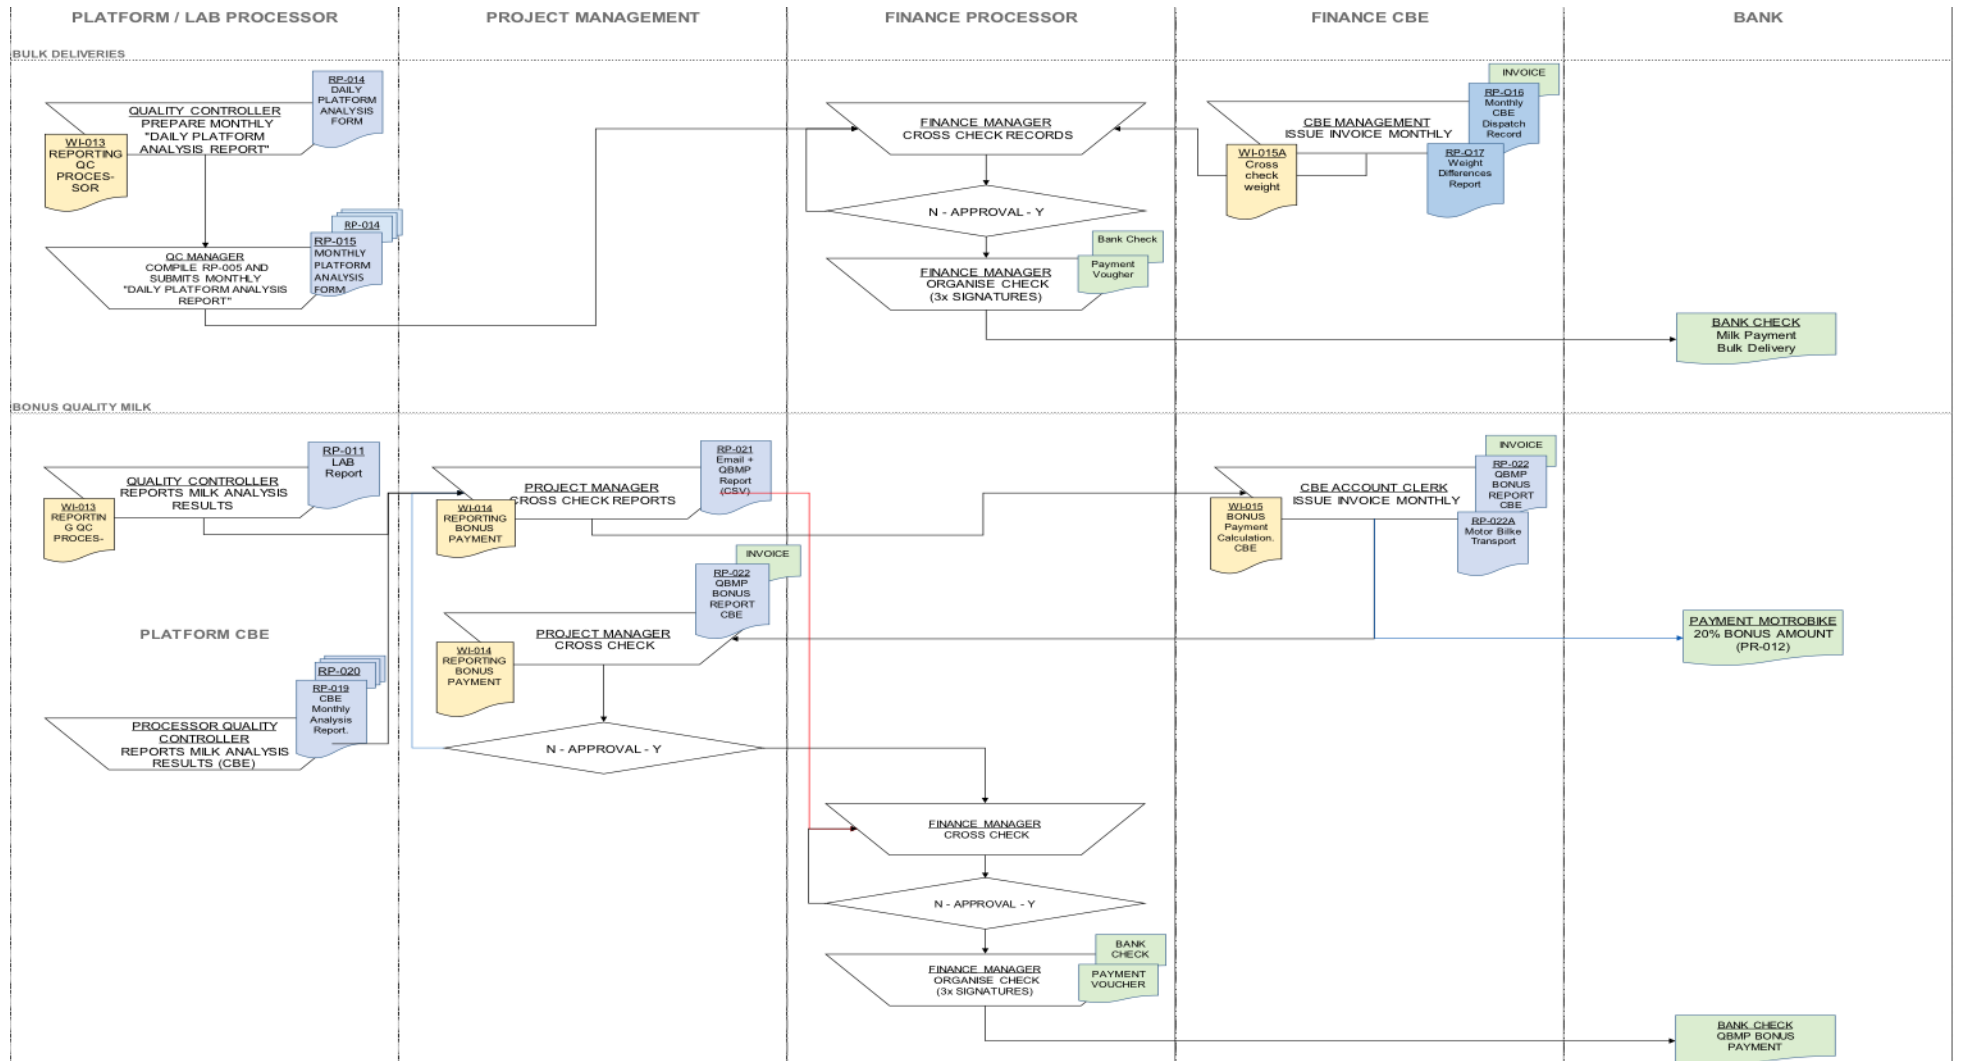 PLATFORM / LAB PROCESSOR
PROJECT MANAGEMENT
FINANCE PROCESSOR
FINANCE CBE
BANK
BULK DELIVERIES
QUALITY CONTROLLER
PREPARE MONTHLY
"DAILY PLATFORM
ANALYSIS REPORT"
RP-014
DAILY
PLATFORM
ANALYSIS
FORM
WI-013
REPORTING
QC
PROCES-
SOR
QC MANAGER
COMPILE RP-005 AND
SUBMITS MONTHLY
"DAILY PLATFORM ANALYSIS
REPORT"
RP-014
RP-015
MONTHLY
PLATFORM
ANALYSIS
FORM
FINANCE MANAGER
CROSS CHECK RECORDS
N - APPROVAL - Y
FINANCE MANAGER
ORGANISE CHECK
(3x SIGNATURES)
Bank Check
Payment
Vougher
CBE MANAGEMENT
ISSUE INVOICE MONTHLY
INVOICE
RP-O16
Monthly
CBE
Dispatch
Record
RP-O17
Weight
Differences
Report
WI-015A
Cross
check
weight
BANK CHECK
Milk Payment
Bulk Delivery
BONUS QUALITY MILK
QUALITY CONTROLLER
REPORTS MILK ANALYSIS
RESULTS
RP-011
LAB
Report
WI-013
REPORTIN
G QC
PROCES-
PROJECT MANAGER
CROSS CHECK REPORTS
RP-021
Email +
QBMP
Report
(CSV)
WI-014
REPORTING
BONUS
PAYMENT
CBE ACCOUNT CLERK
ISSUE INVOICE MONTHLY
INVOICE
RP-022
QBMP
BONUS
REPORT
CBE
RP-022A
Motor Bilke
Transport
WI-015
BONUS
Payment
Calculation.
CBE
INVOICE
RP-022
QBMP
BONUS
REPORT
CBE
PROJECT MANAGER
CROSS CHECK
WI-014
REPORTING
BONUS
PAYMENT
N - APPROVAL - Y
PAYMENT MOTROBIKE
20% BONUS AMOUNT
(PR-012)
PLATFORM CBE
RP-020
RP-019
CBE
Monthly
Analysis
Report.
PROCESSOR QUALITY
CONTROLLER
REPORTS MILK ANALYSIS
RESULTS (CBE)
FINANCE MANAGER
CROSS CHECK
N - APPROVAL - Y
FINANCE MANAGER
ORGANISE CHECK
(3x SIGNATURES)
BANK
CHECK
PAYMENT
VOUCHER
BANK CHECK
QBMP BONUS
PAYMENT